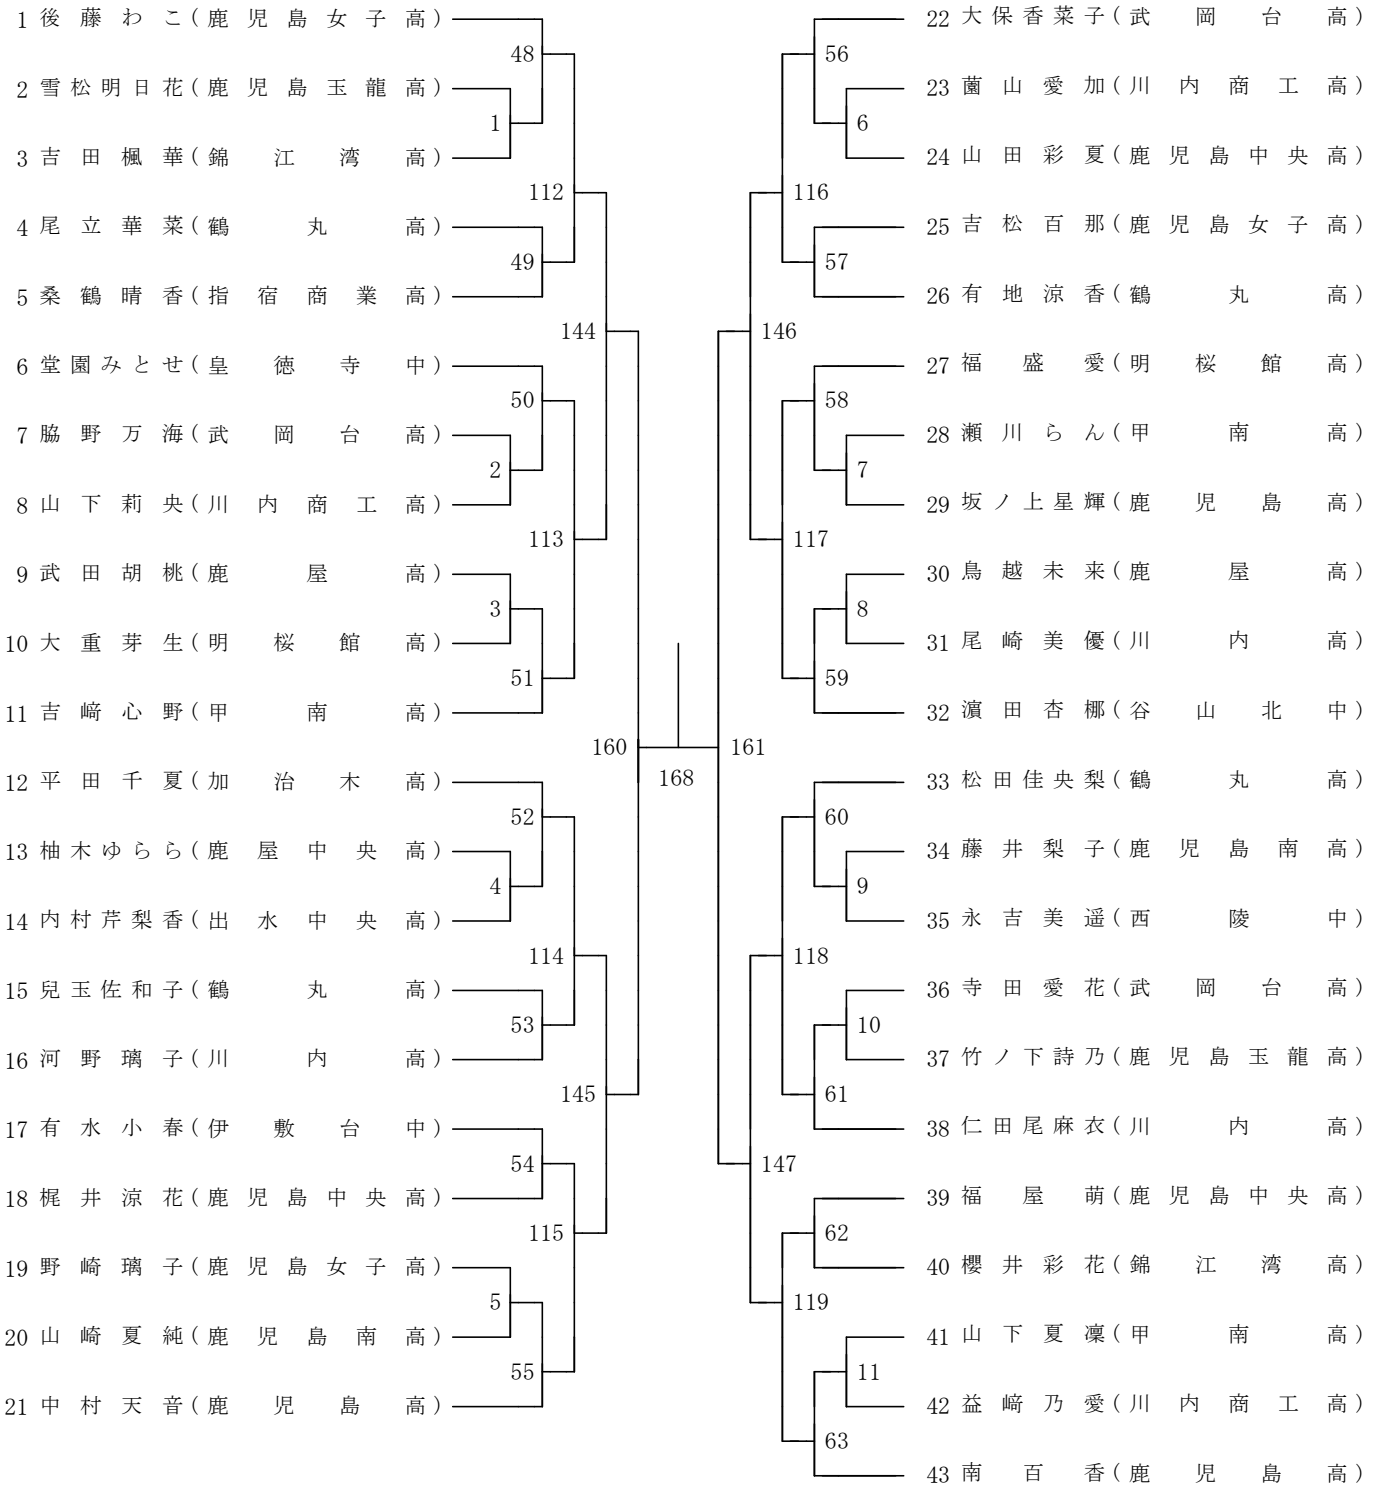 1 後藤わこ(鹿児島女子高)
2 雪松明日花(鹿児島玉龍高)
3 吉田楓華(錦江湾高)
4 尾立華菜(鶴丸高)
5 桑鶴晴香(指宿商業高)
6 堂園みとせ(皇徳寺中)
7 脇野万海(武岡台高)
8 山下莉央(川内商工高)
9 武田胡桃(鹿屋高)
10 大重芽生(明桜館高)
11 吉﨑心野(甲南高)
12 平田千夏(加治木高)
13 柚木ゆらら(鹿屋中央高)
14 内村芹梨香(出水中央高)
15 兒玉佐和子(鶴丸高)
16 河野璃子(川内高)
17 有水小春(伊敷台中)
18 梶井涼花(鹿児島中央高)
19 野崎璃子(鹿児島女子高)
20 山崎夏純(鹿児島南高)
21 中村天音(鹿児島高)
48
1
112
49
144
50
2
113
3
51
160
52
4
114
53
145
54
115
5
55
168
22 大保香菜子(武岡台高)
23 薗山愛加(川内商工高)
24 山田彩夏(鹿児島中央高)
25 吉松百那(鹿児島女子高)
26 有地涼香(鶴丸高)
27 福盛愛(明桜館高)
28 瀬川らん(甲南高)
29 坂ノ上星輝(鹿児島高)
30 鳥越未来(鹿屋高)
31 尾崎美優(川内高)
32 濵田杏梛(谷山北中)
33 松田佳央梨(鶴丸高)
34 藤井梨子(鹿児島南高)
35 永吉美遥(西陵中)
36 寺田愛花(武岡台高)
37 竹ノ下詩乃(鹿児島玉龍高)
38 仁田尾麻衣(川内高)
39 福屋萌(鹿児島中央高)
40 櫻井彩花(錦江湾高)
41 山下夏凜(甲南高)
42 益﨑乃愛(川内商工高)
43 南百香(鹿児島高)
56
6
116
57
146
58
7
117
8
59
161
60
9
118
10
61
147
62
119
11
63